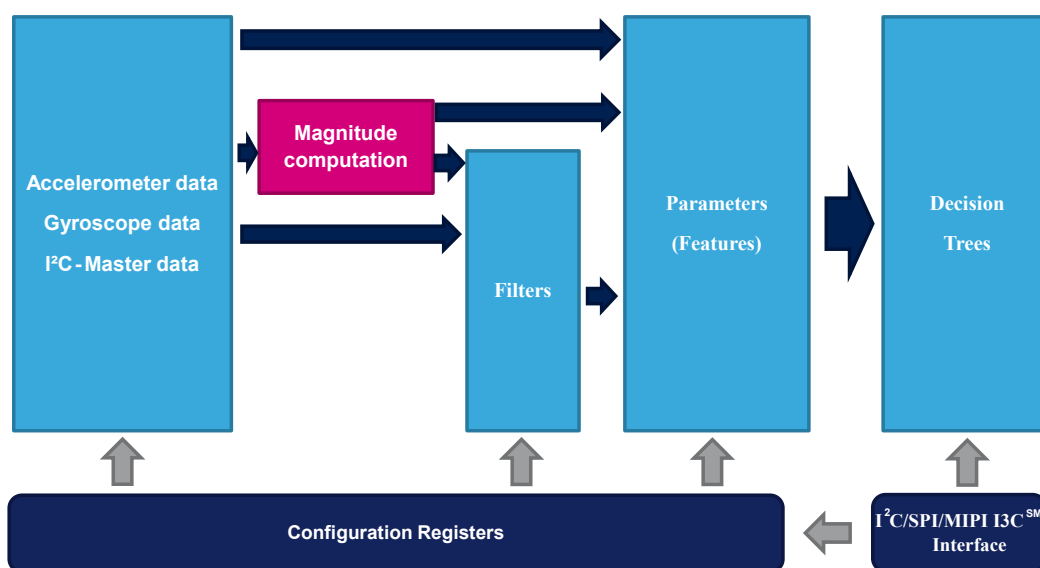 Accelerometer data
Gyroscope data
I²C-Master data
Magnitude
computation
Filters
Parameters
(Features)
Decision
Trees
Configuration Registers
I²C/SPI/MIPI I3C℠
Interface